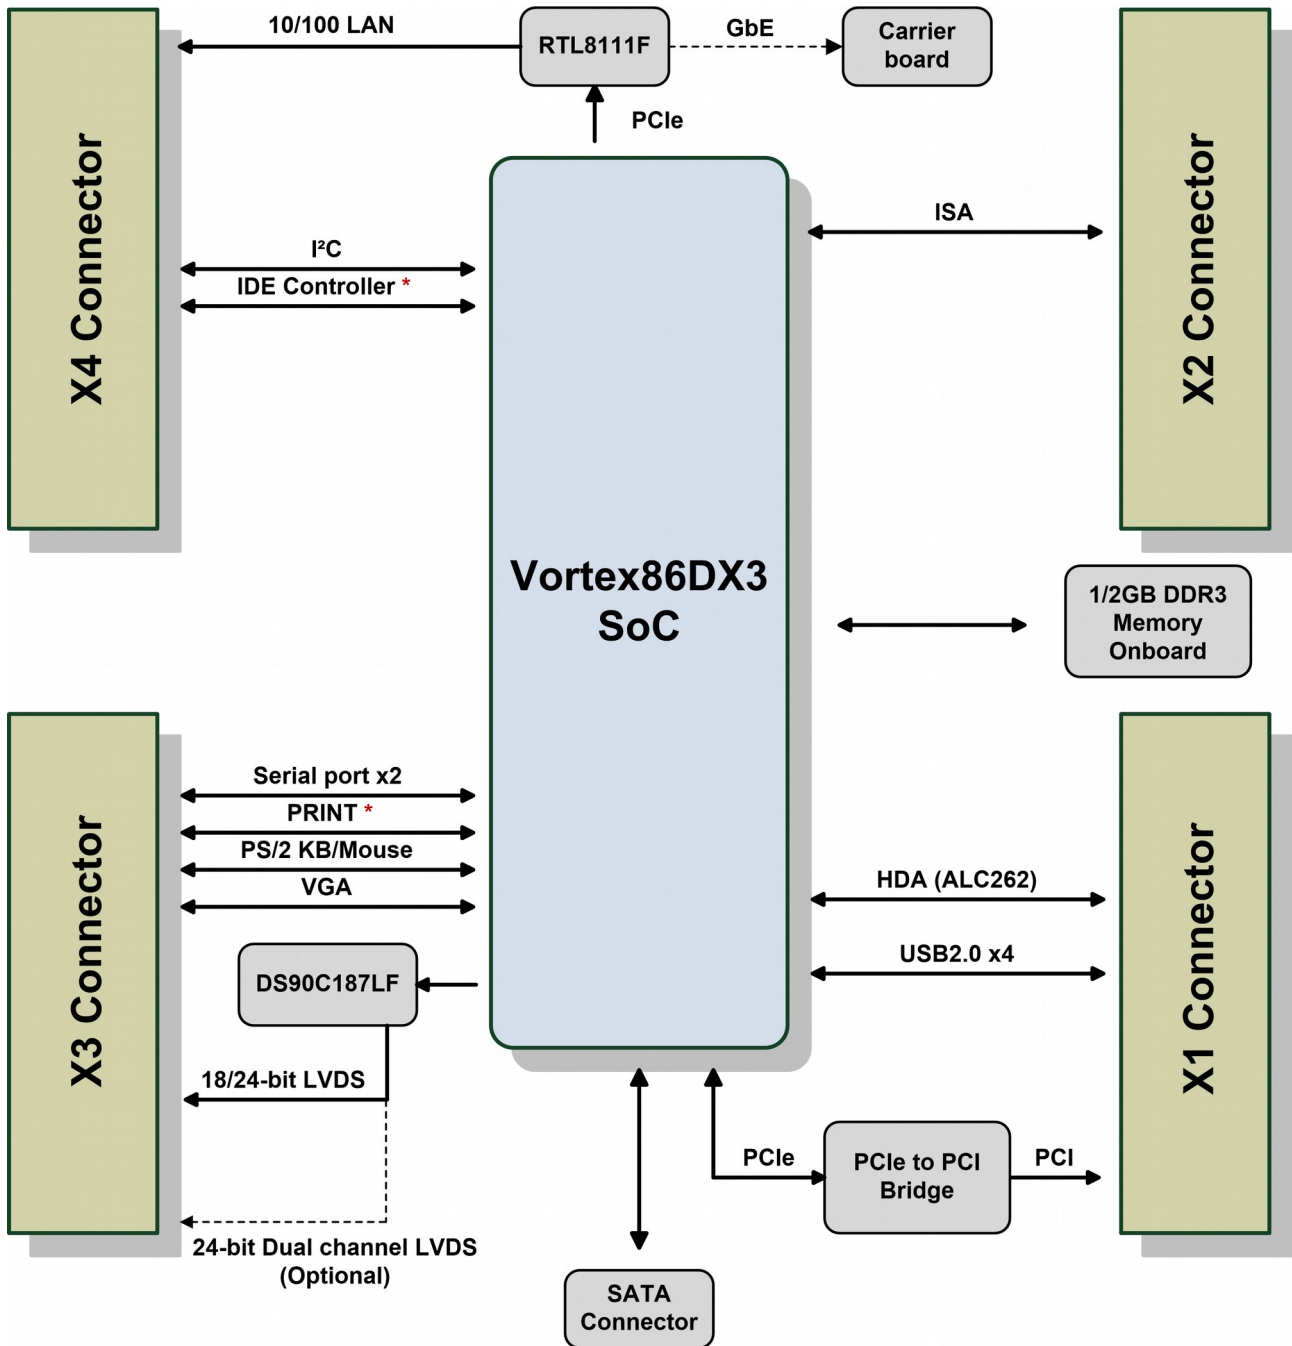 10/100 LAN
RTL8111F
GbE
Carrier
board
PCIe
X4 Connector
X2 Connector
ISA
I²C
IDE Controller *
Vortex86DX3
SoC
1/2GB DDR3
Memory
Onboard
Serial port x2
PRINT *
PS/2 KB/Mouse
VGA
X3 Connector
X1 Connector
HDA (ALC262)
USB2.0 x4
DS90C187LF
18/24-bit LVDS
PCIe
PCIe to PCI
Bridge
PCI
24-bit Dual channel LVDS
(Optional)
SATA
Connector